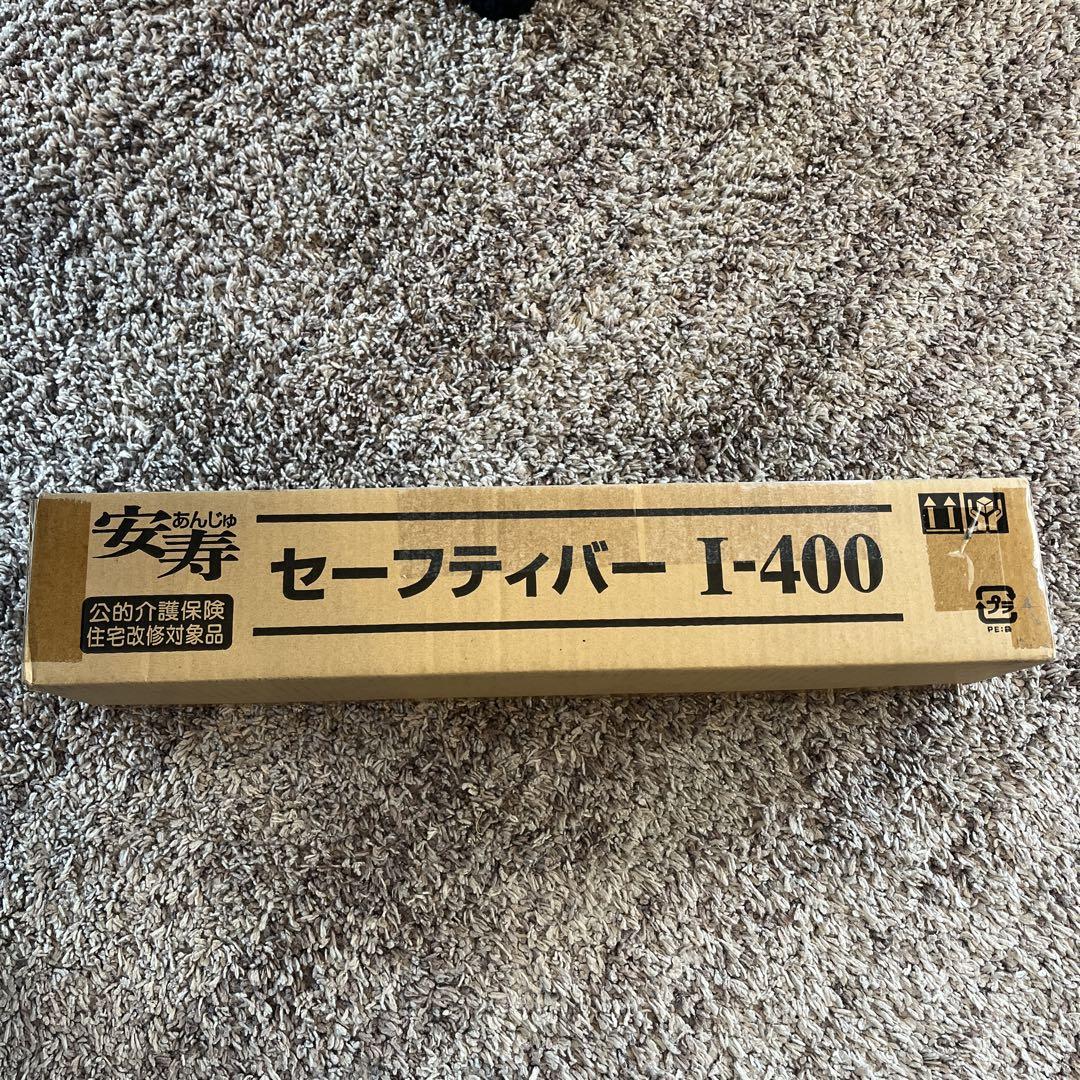 あんじゅ
安寿
公的介護保険
住宅改修対象品
セーフティバー I-400
プラ
PE:袋